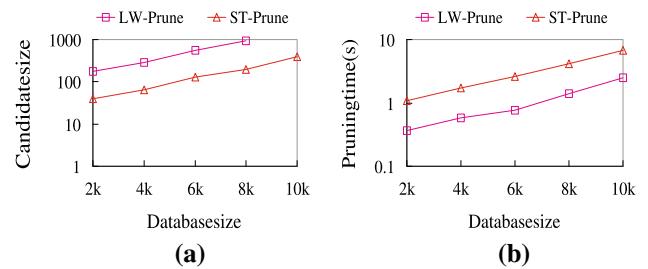 LW-Prune ST-Prune
Candidatesize
1000
100
10
1
2k 4k 6k 8k 10k
Databasesize
(a)
LW-Prune ST-Prune
Pruningtime(s)
10
1
0.1
2k 4k 6k 8k 10k
Databasesize
(b)